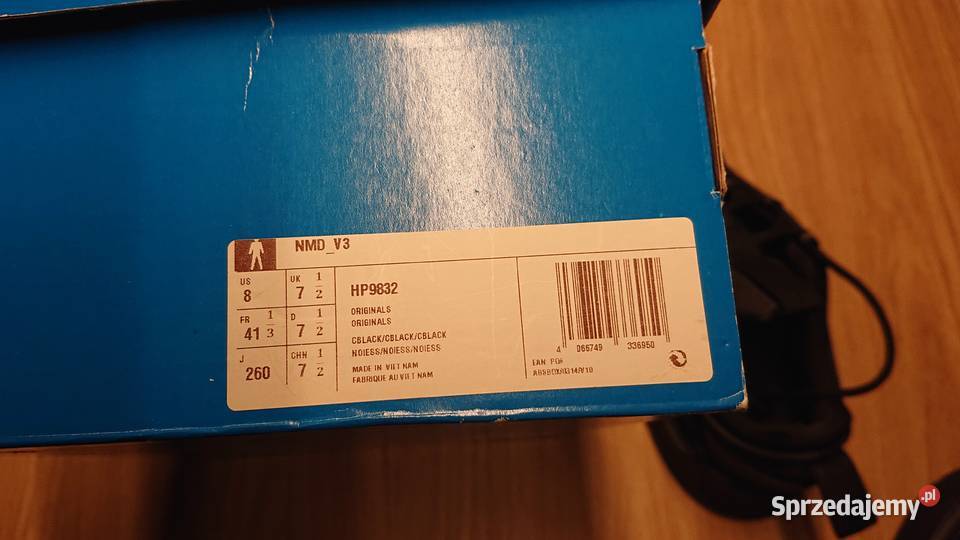 NMD_V3
US
8
UK
7 1/2
FR
41 1/3
D
7 1/2
J
260
CHN
7 1/2
HP9832
ORIGINALS
ORIGINALS
CBLACK/CBLACK/CBLACK
NOIESS/NOIESS/NOIESS
MADE IN VIET NAM
FABRIQUE AU VIET NAM
4 066749 336950
EAN
Sprzedajemy.pl